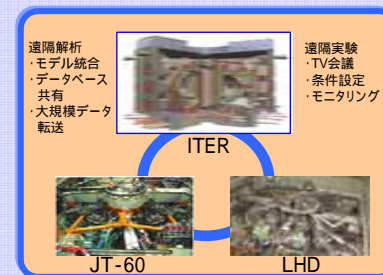 遠隔解析
・モデル統合
・データベース
共有
・大規模データ
転送
遠隔実験
・TV会議
・条件設定
・モニタリング
ITER
JT-60
LHD